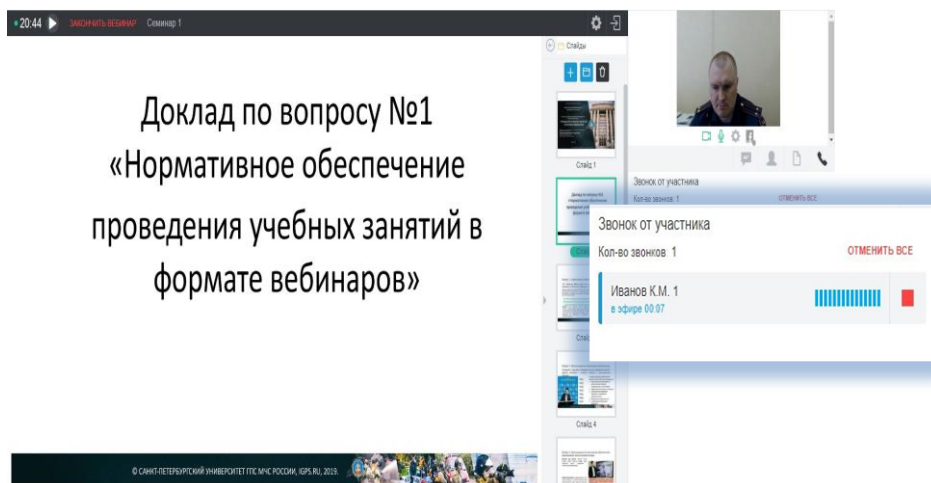 20:44 ЗАКОНЧИТЬ ВЕБИНАР Семинар 1
Доклад по вопросу №1
«Нормативное обеспечение
проведения учебных занятий в
формате вебинаров»
© САНКТ-ПЕТЕРБУРГСКИЙ УНИВЕРСИТЕТ ГПС МЧС РОССИИ, IGPS.RU, 2019.
Слайды
Слайд 1
Слайд 4
Звонок от участника
Кол-во звонков: 1 ОТМЕНИТЬ ВСЕ
Звонок от участника
Кол-во звонков: 1 ОТМЕНИТЬ ВСЕ
Иванов К.М. 1
в эфире 00:07